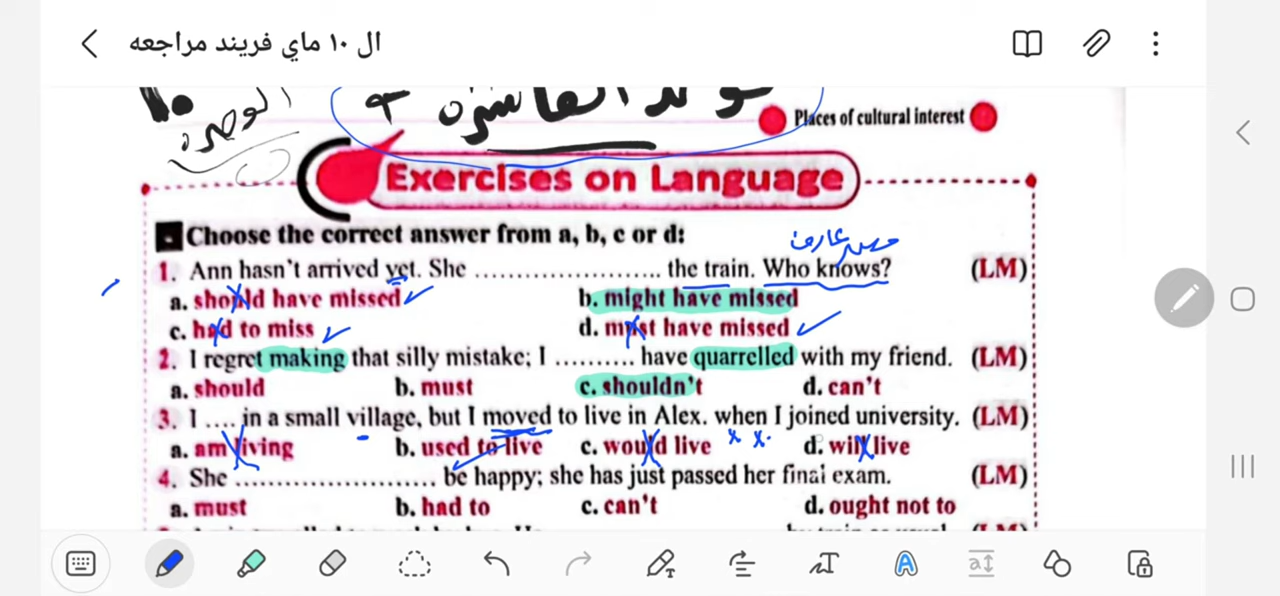 ال ١٠ ماي فريند مراجعه
Places of cultural interest
Exercises on Language
Choose the correct answer from a, b, c or d:
1. Ann hasn't arrived yet. She ...................... the train. Who knows? (LM)
a. should have missed b. might have missed
c. had to miss d. must have missed
2. I regret making that silly mistake; I .......... have quarrelled with my friend. (LM)
a. should b. must c. shouldn't d. can't
3. I .... in a small village, but I moved to live in Alex. when I joined university. (LM)
a. am living b. used to live c. would live d. will live
4. She ........................ be happy; she has just passed her final exam. (LM)
a. must b. had to c. can't d. ought not to